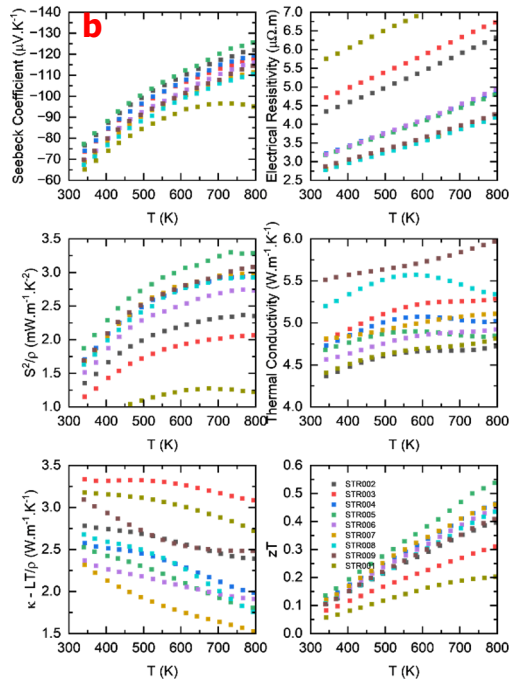 b
Seebeck Coefficient (µV.K⁻¹)
−140
−130
−120
−110
−100
−90
−80
−70
−60
300 400 500 600 700 800
T (K)
Electrical Resisitivity (µΩ.m)
7.0
6.5
6.0
5.5
5.0
4.5
4.0
3.5
3.0
2.5
300 400 500 600 700 800
T (K)
S²/ρ (mW.m⁻¹.K⁻²)
3.5
3.0
2.5
2.0
1.5
1.0
300 400 500 600 700 800
T (K)
Thermal Conductivity (W.m⁻¹.K⁻¹)
6.0
5.5
5.0
4.5
4.0
300 400 500 600 700 800
T (K)
κ - LT/ρ (W.m⁻¹.K⁻¹)
3.5
3.0
2.5
2.0
1.5
300 400 500 600 700 800
T (K)
zT
0.6
0.5
0.4
0.3
0.2
0.1
0.0
STR002
STR003
STR004
STR005
STR006
STR007
STR008
STR009
STR001
300 400 500 600 700 800
T (K)